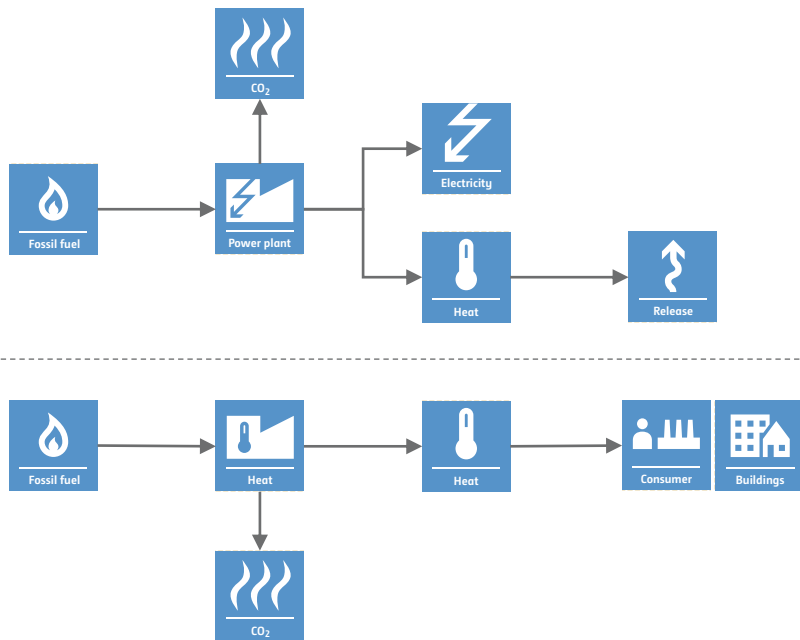 CO₂
Electricity
Fossil fuel
Power plant
Heat
Release
Fossil fuel
Heat
Heat
Consumer
Buildings
CO₂